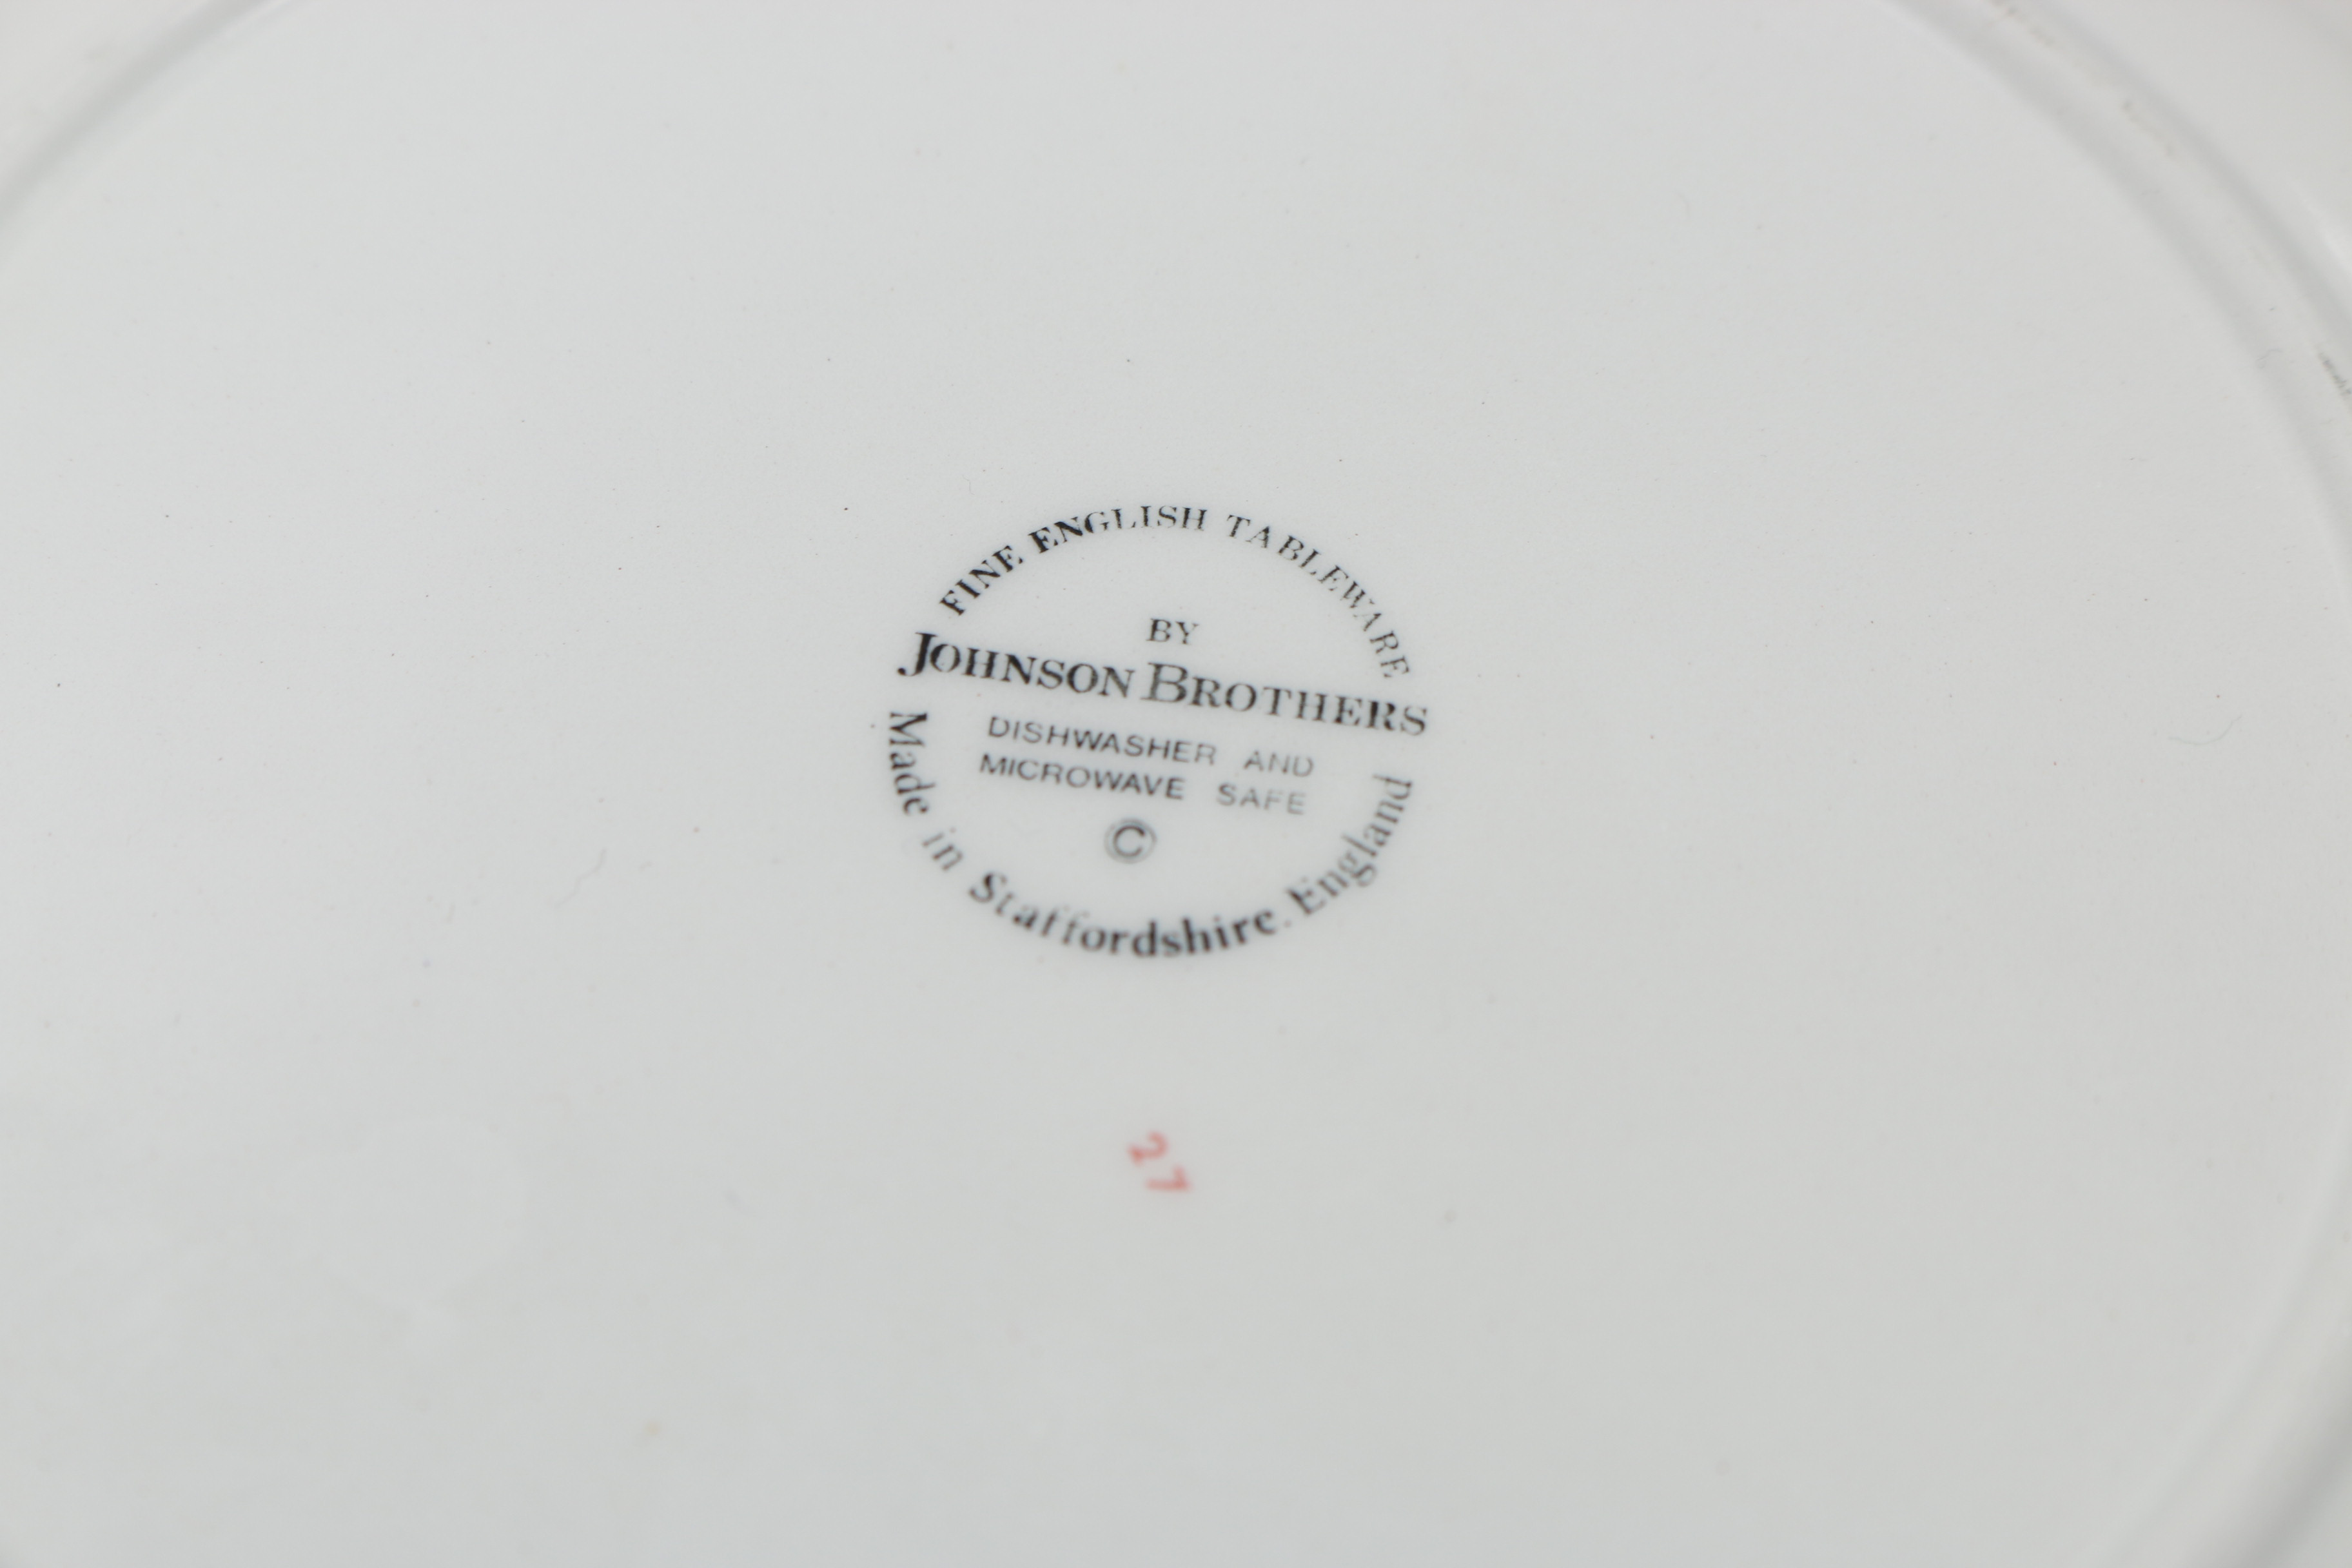 FINE ENGLISH TABLEWARE
BY
JOHNSON BROTHERS
DISHWASHER AND
MICROWAVE SAFE
©
Made in Staffordshire. England
27